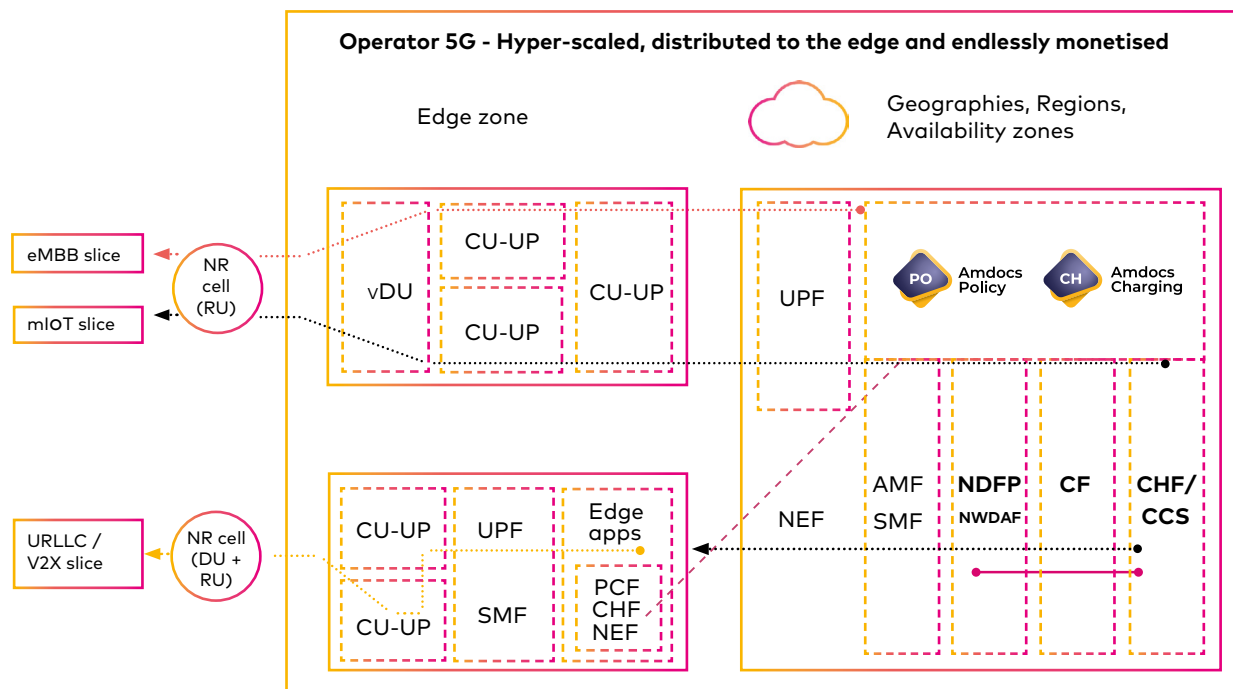 Operator 5G - Hyper-scaled, distributed to the edge and endlessly monetised
Edge zone
Geographies, Regions,
Availability zones
eMBB slice
mIOT slice
NR
cell
(RU)
vDU
CU-UP
CU-UP
CU-UP
UPF
PO
Amdocs
Policy
CH
Amdocs
Charging
NEF
AMF
SMF
NDFP
NWDAF
CF
CHF/
CCS
URLLC /
V2X slice
NR cell
(DU +
RU)
CU-UP
CU-UP
UPF
SMF
Edge
apps
PCF
CHF
NEF